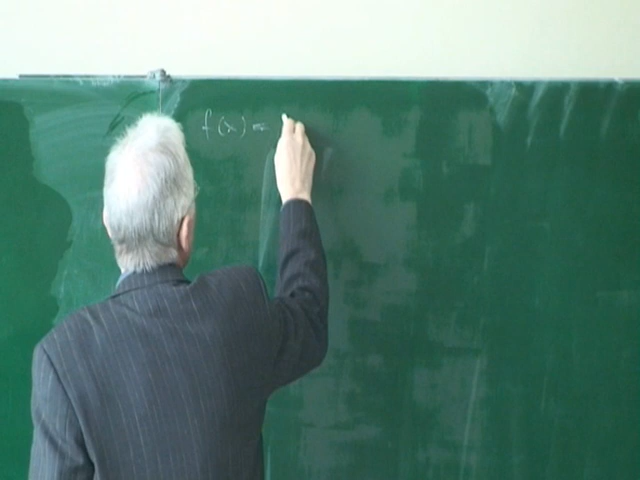 f(x) =